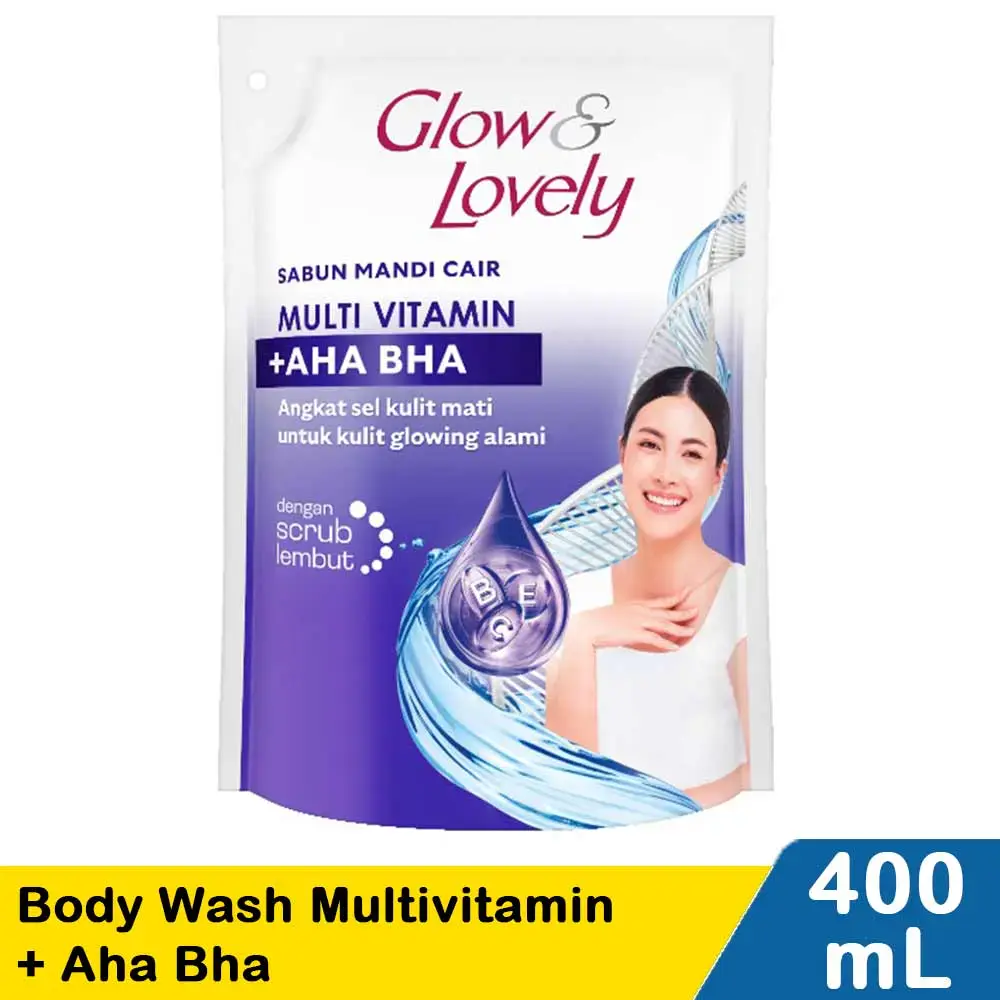 Glow &
Lovely
SABUN MANDI CAIR
MULTI VITAMIN
+AHA BHA
Angkat sel kulit mati
untuk kulit glowing alami
dengan
scrub
lembut
B E
C
Body Wash Multivitamin
+ Aha Bha
400
mL